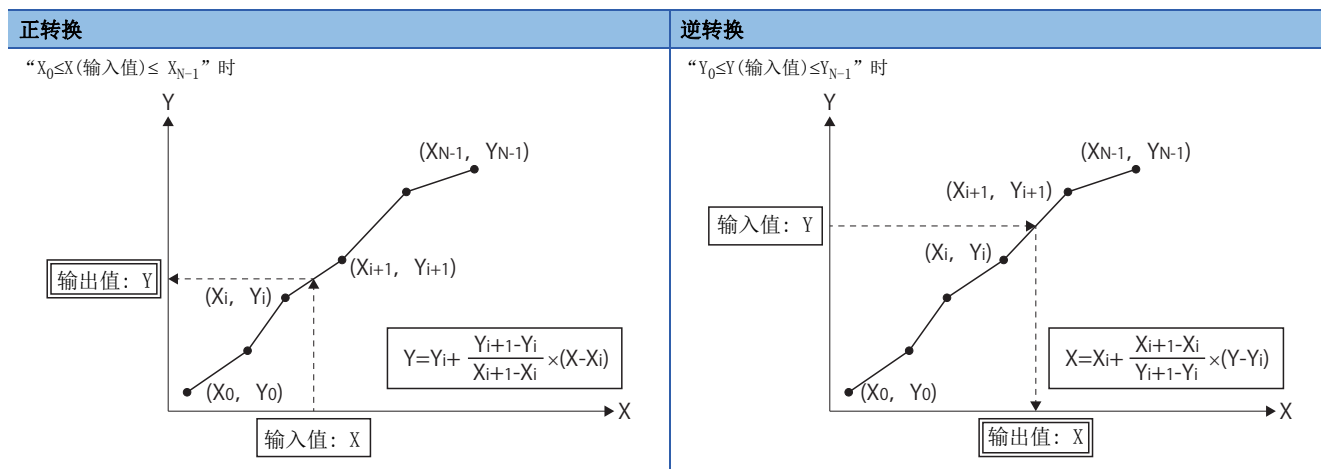 正转换
“X0≤X(输入值)≤ XN-1”时
Y
(XN-1, YN-1)
(Xi+1, Yi+1)
输出值: Y
(Xi, Yi)
Y=Yi+ Yi+1-Yi / Xi+1-Xi ×(X-Xi)
(X0, Y0)
X
输入值: X
逆转换
“Y0≤Y(输入值)≤YN-1”时
Y
(XN-1, YN-1)
(Xi+1, Yi+1)
输入值: Y
(Xi, Yi)
X=Xi+ Xi+1-Xi / Yi+1-Yi ×(Y-Yi)
(X0, Y0)
X
输出值: X